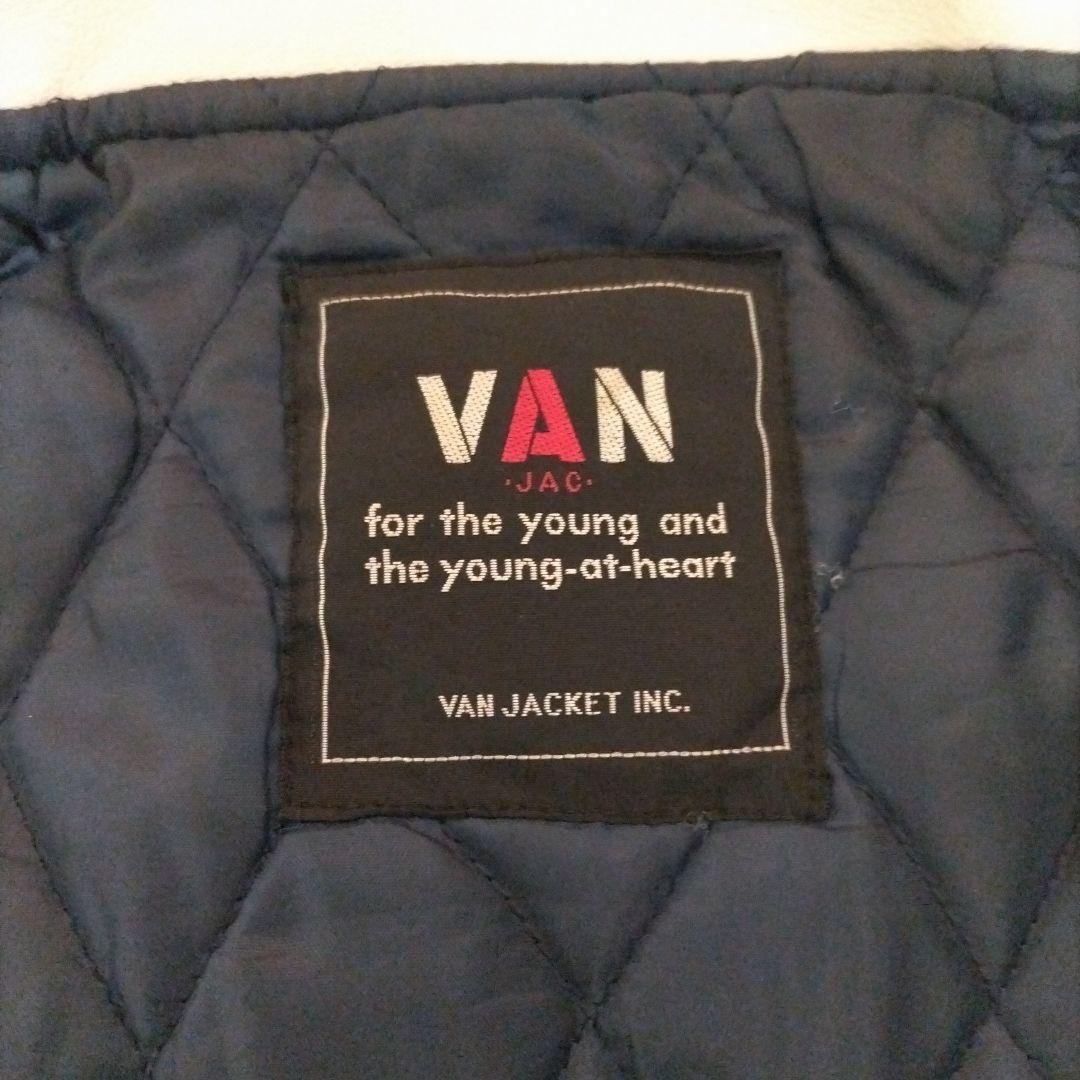 VAN
·JAC·
for the young and
the young-at-heart
VAN JACKET INC.